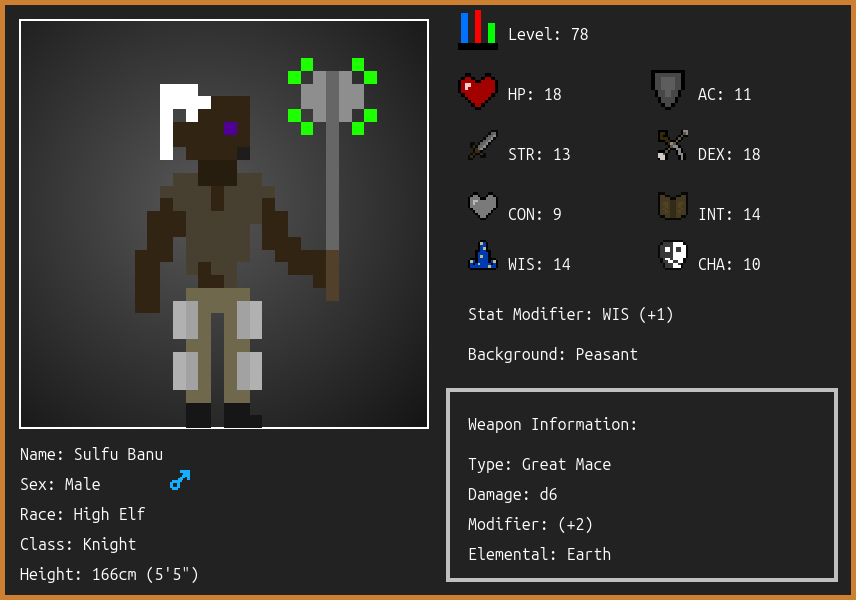 Level: 78
HP: 18
AC: 11
STR: 13
DEX: 18
CON: 9
INT: 14
WIS: 14
CHA: 10
Stat Modifier: WIS (+1)
Background: Peasant
Weapon Information:
Type: Great Mace
Damage: d6
Modifier: (+2)
Elemental: Earth
Name: Sulfu Banu
Sex: Male
Race: High Elf
Class: Knight
Height: 166cm (5'5")